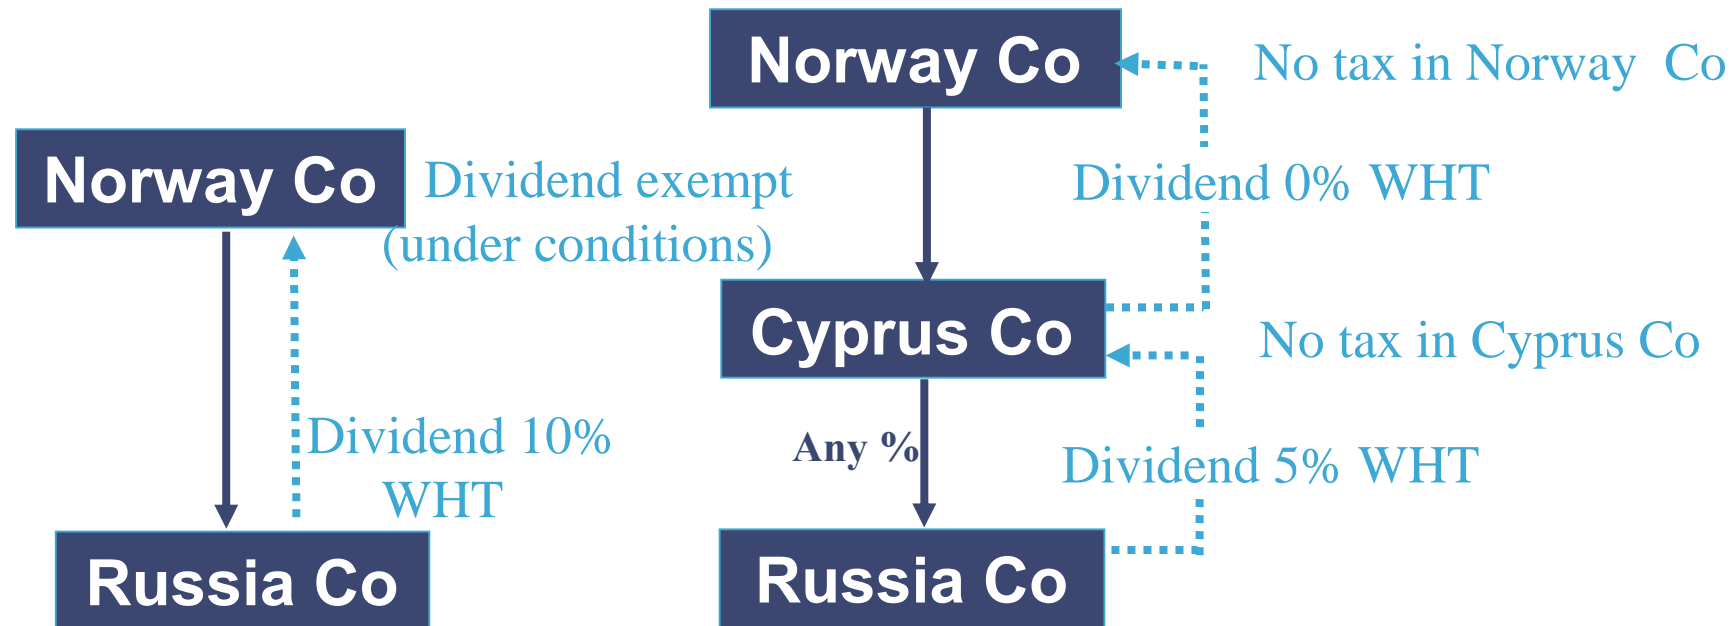 Norway Co
Dividend exempt
(under conditions)
Dividend 10%
WHT
Russia Co
Norway Co
No tax in Norway Co
Dividend 0% WHT
Cyprus Co
No tax in Cyprus Co
Any %
Dividend 5% WHT
Russia Co